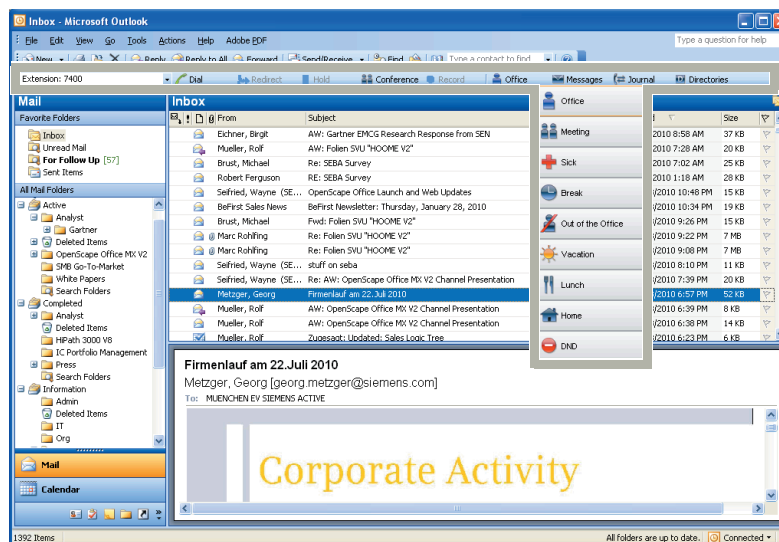 Inbox - Microsoft Outlook
File Edit View Go Tools Actions Help Adobe PDF
Type a question for help
New Reply Reply to All Forward Send/Receive Find Type a contact to find
Extension: 7400 Dial Redirect Hold Conference Record Office Messages Journal Directories
Mail
Favorite Folders
Inbox
Unread Mail
For Follow Up [57]
Sent Items
All Mail Folders
Active
Analyst
Gartner
Deleted Items
OpenScape Office MX V2
SMB Go-To-Market
White Papers
Search Folders
Completed
Analyst
Deleted Items
HiPath 3000 V8
IC Portfolio Management
Press
Search Folders
Information
Admin
Deleted Items
IT
Org
Mail
Calendar
Inbox
From Subject Size
Eichner, Birgit AW: Gartner EMCG Research Response from SEN 2010 8:58 AM 37 KB
Mueller, Rolf AW: Folien SVU "HOOME V2" 2010 7:28 AM 20 KB
Brust, Michael Re: SEBA Survey 2010 7:02 AM 25 KB
Robert Ferguson RE: SEBA Survey 2010 1:18 AM 28 KB
Seifried, Wayne (SE... OpenScape Office Launch and Web Updates /2010 10:48 PM 15 KB
BeFirst Sales News BeFirst Newsletter: Thursday, January 28, 2010 /2010 10:34 PM 19 KB
Brust, Michael Fwd: Folien SVU "HOOME V2" /2010 9:26 PM 15 KB
Marc Rohlfing Re: Folien SVU "HOOME V2" /2010 9:22 PM 7 MB
Marc Rohlfing Re: Folien SVU "HOOME V2" /2010 9:08 PM 7 MB
Seifried, Wayne (SE... stuff on seba /2010 8:10 PM 11 KB
Seifried, Wayne (SE... Re: AW: OpenScape Office MX V2 Channel Presentation /2010 7:39 PM 20 KB
Metzger, Georg Firmenlauf am 22.Juli 2010 /2010 6:57 PM 52 KB
Mueller, Rolf AW: OpenScape Office MX V2 Channel Presentation /2010 6:39 PM 8 KB
Mueller, Rolf AW: OpenScape Office MX V2 Channel Presentation /2010 6:38 PM 14 KB
Mueller, Rolf Zugesagt: Updated: Sales Logic Tree /2010 6:23 PM 6 KB
Office
Meeting
Sick
Break
Out of the Office
Vacation
Lunch
Home
DND
Firmenlauf am 22.Juli 2010
Metzger, Georg [georg.metzger@siemens.com]
To: MUENCHEN EV SIEMENS ACTIVE
Corporate Activity
1392 Items
All folders are up to date. Connected